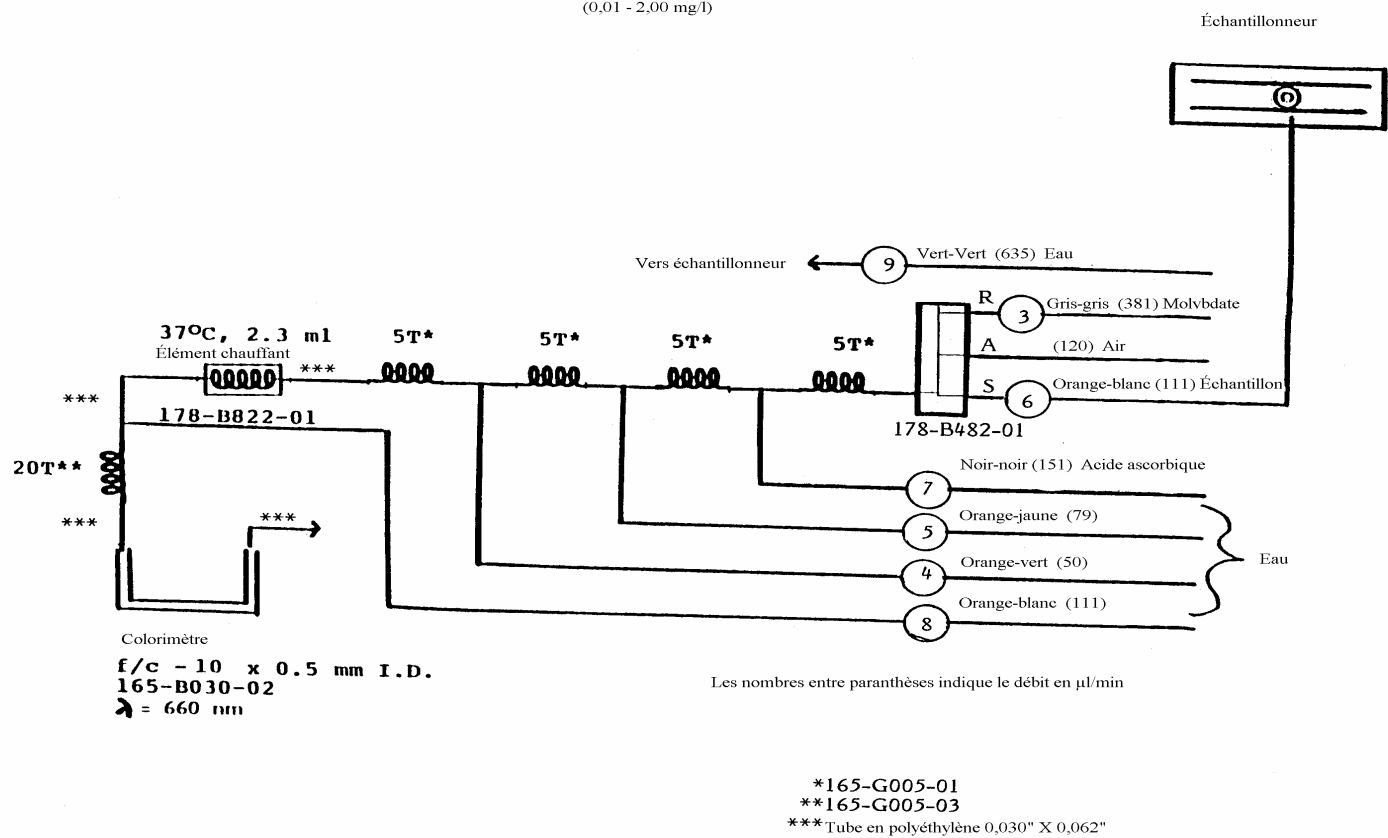 (0,01 - 2,00 mg/l)
Échantillonneur
Vers échantillonneur
9
Vert-Vert (635) Eau
R
3
Gris-gris (381) Molvbdate
A
(120) Air
S
6
Orange-blanc (111) Échantillon
178-B482-01
37°C, 2.3 ml
Élément chauffant
***
5T*
5T*
5T*
5T*
***
178-B822-01
20T**
***
***
7
Noir-noir (151) Acide ascorbique
5
Orange-jaune (79)
4
Orange-vert (50)
8
Orange-blanc (111)
Eau
Colorimètre
f/c - 10 x 0.5 mm I.D.
165-B030-02
λ = 660 nm
Les nombres entre paranthèses indique le débit en µl/min
*165-G005-01
**165-G005-03
***Tube en polyéthylène 0,030" X 0,062"